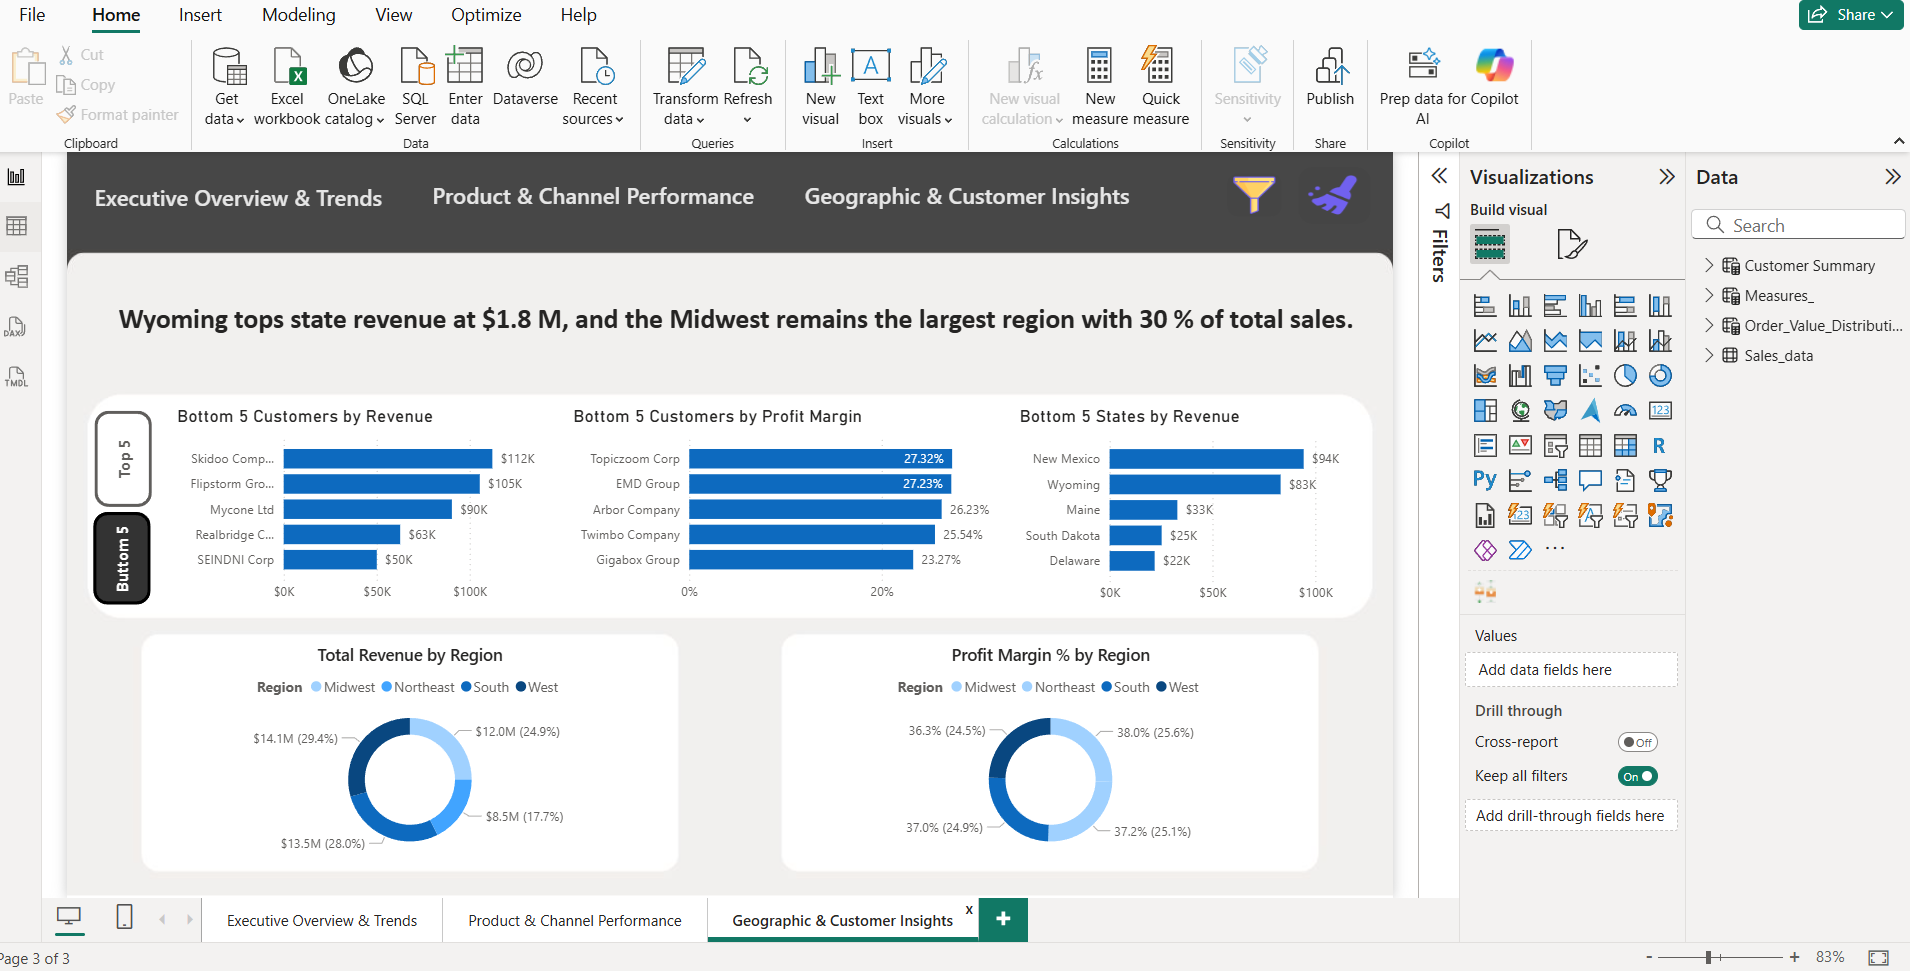 File Home Insert Modeling View Optimize Help
Share
Paste
Cut
Copy
Format painter
Clipboard
Get data
Excel workbook
OneLake catalog
SQL Server
Enter data
Dataverse
Recent sources
Data
Transform data
Refresh
Queries
New visual
Text box
More visuals
Insert
New visual calculation
New measure
Quick measure
Calculations
Sensitivity
Sensitivity
Publish
Share
Prep data for AI
Copilot
Copilot
DAX
TMDL
Executive Overview & Trends
Product & Channel Performance
Geographic & Customer Insights
Wyoming tops state revenue at $1.8 M, and the Midwest remains the largest region with 30 % of total sales.
Top 5
Buttom 5
Bottom 5 Customers by Revenue
Skidoo Comp... $112K
Flipstorm Gro... $105K
Mycone Ltd $90K
Realbridge C... $63K
SEINDNI Corp $50K
$0K $50K $100K
Bottom 5 Customers by Profit Margin
Topiczoom Corp 27.32%
EMD Group 27.23%
Arbor Company 26.23%
Twimbo Company 25.54%
Gigabox Group 23.27%
0% 20%
Bottom 5 States by Revenue
New Mexico $94K
Wyoming $83K
Maine $33K
South Dakota $25K
Delaware $22K
$0K $50K $100K
Total Revenue by Region
Region Midwest Northeast South West
$14.1M (29.4%)
$12.0M (24.9%)
$8.5M (17.7%)
$13.5M (28.0%)
Profit Margin % by Region
Region Midwest Northeast South West
36.3% (24.5%)
38.0% (25.6%)
37.0% (24.9%)
37.2% (25.1%)
Filters
Visualizations
Build visual
123
R
Py
123
...
Values
Add data fields here
Drill through
Cross-report Off
Keep all filters On
Add drill-through fields here
Data
Search
Customer Summary
Measures_
Order_Value_Distributi...
Sales_data
Executive Overview & Trends
Product & Channel Performance
Geographic & Customer Insights
x
+
Page 3 of 3
- + 83%